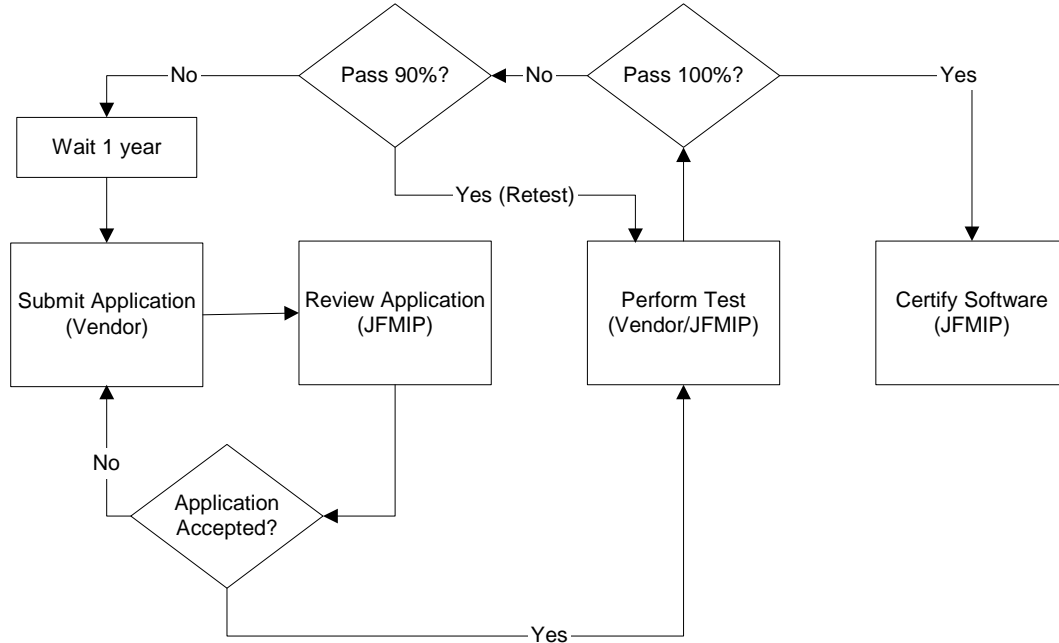 Pass 90%?
Pass 100%?
No
No
Yes
Wait 1 year
Yes (Retest)
Submit Application
(Vendor)
Review Application
(JFMIP)
Perform Test
(Vendor/JFMIP)
Certify Software
(JFMIP)
No
Application
Accepted?
Yes